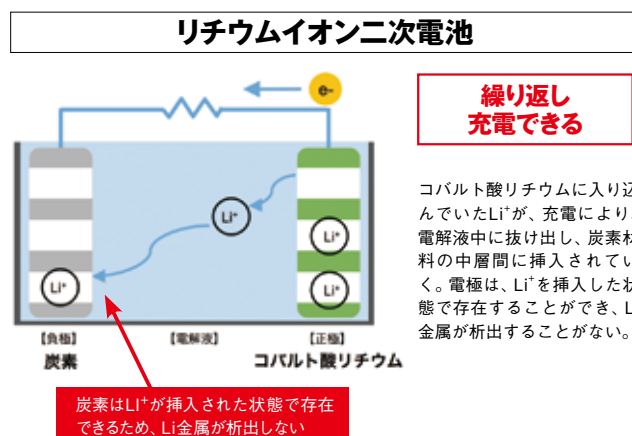 リチウムイオン二次電池
e-
繰り返し
充電できる
コバルト酸リチウムに入り込
んでいたLi⁺が、充電により
電解液中に抜け出し、炭素材
料の中層間に挿入されてい
く。電極は、Li⁺を挿入した状
態で存在することができ、L
金属が析出することがない。
Li⁺
Li⁺
Li⁺
Li⁺
【負極】
【電解液】
【正極】
炭素
コバルト酸リチウム
炭素はLI⁺が挿入された状態で存在
できるため、Li金属が析出しない